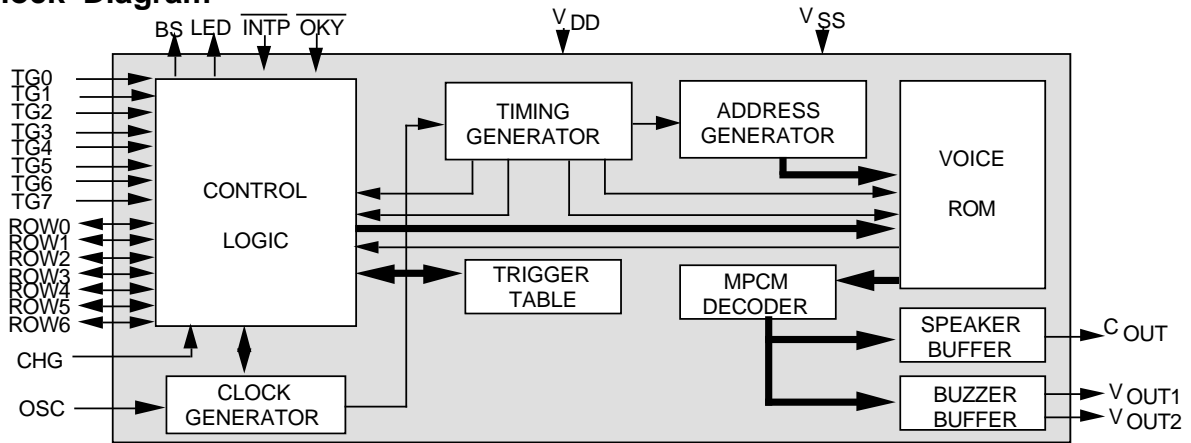 lock Diagram
BS LED INTP OKY
VDD
VSS
TG0
TG1
TG2
TG3
TG4
TG5
TG6
TG7
ROW0
ROW1
ROW2
ROW3
ROW4
ROW5
ROW6
CHG
OSC
CONTROL
LOGIC
TIMING
GENERATOR
ADDRESS
GENERATOR
VOICE
ROM
TRIGGER
TABLE
MPCM
DECODER
CLOCK
GENERATOR
SPEAKER
BUFFER
BUZZER
BUFFER
COUT
VOUT1
VOUT2